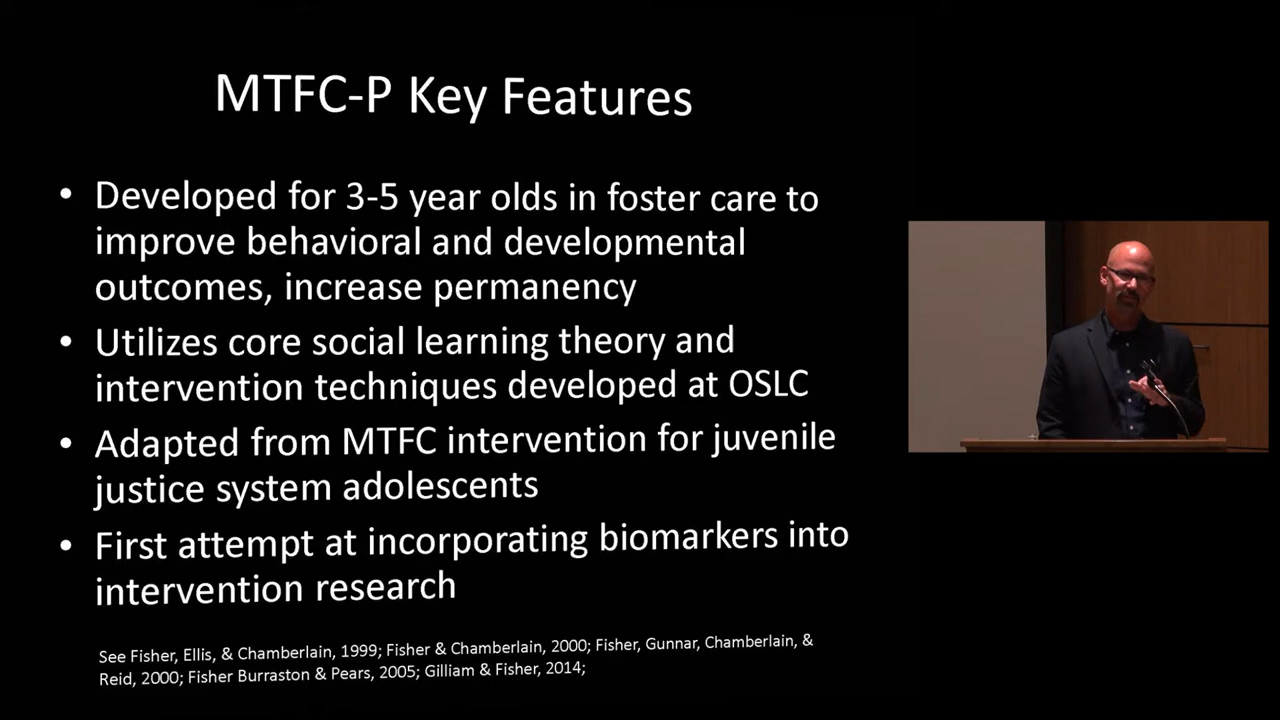 MTFC-P Key Features
• Developed for 3-5 year olds in foster care to
improve behavioral and developmental
outcomes, increase permanency
• Utilizes core social learning theory and
intervention techniques developed at OSLC
• Adapted from MTFC intervention for juvenile
justice system adolescents
• First attempt at incorporating biomarkers into
intervention research
See Fisher, Ellis, & Chamberlain, 1999; Fisher & Chamberlain, 2000; Fisher, Gunnar, Chamberlain, &
Reid, 2000; Fisher Burraston & Pears, 2005; Gilliam & Fisher, 2014;